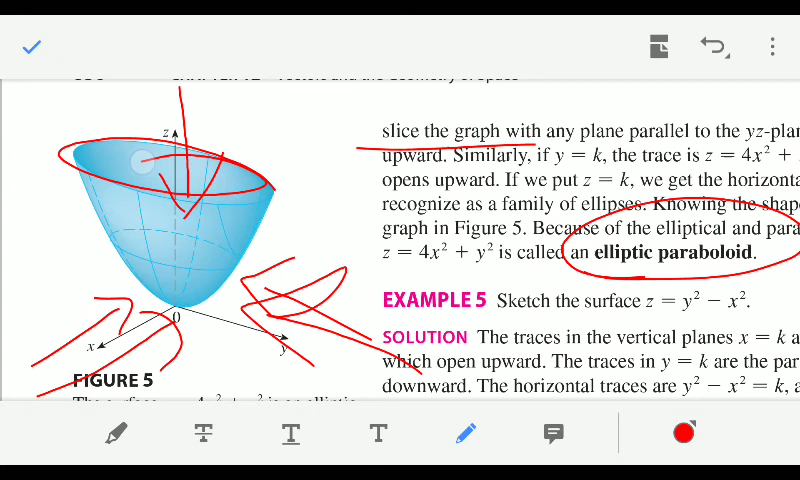 z
0
x
y
FIGURE 5
slice the graph with any plane parallel to the yz-plan
upward. Similarly, if y = k, the trace is z = 4x² +
opens upward. If we put z = k, we get the horizonta
recognize as a family of ellipses. Knowing the shap
graph in Figure 5. Because of the elliptical and para
z = 4x² + y² is called an elliptic paraboloid.
EXAMPLE 5 Sketch the surface z = y² − x².
SOLUTION The traces in the vertical planes x = k a
which open upward. The traces in y = k are the par
downward. The horizontal traces are y² − x² = k, a
T
T
T